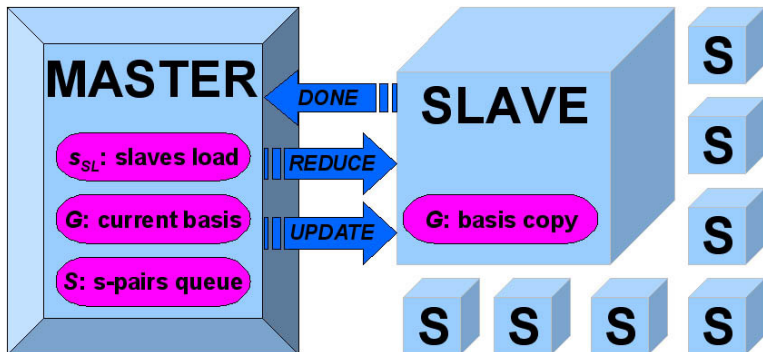 MASTER
s_SL: slaves load
G: current basis
S: s-pairs queue
DONE
REDUCE
UPDATE
SLAVE
G: basis copy
S
S
S
S
S
S
S